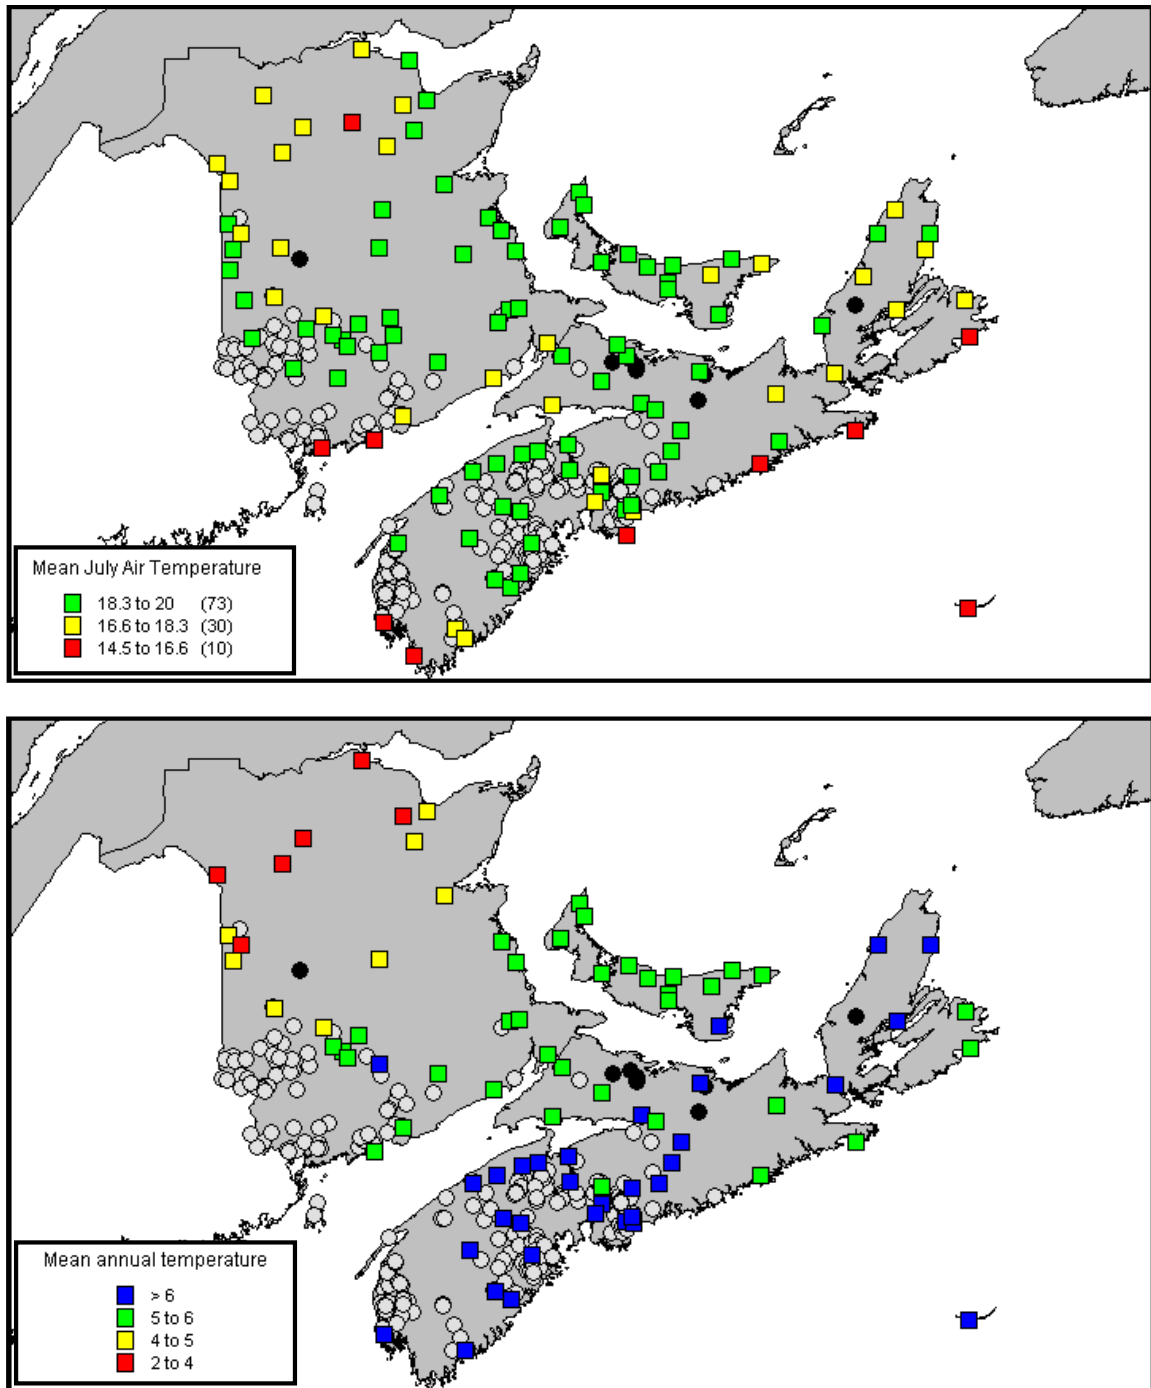 Mean July Air Temperature
18.3 to 20 (73)
16.6 to 18.3 (30)
14.5 to 16.6 (10)
Mean annual temperature
> 6
5 to 6
4 to 5
2 to 4